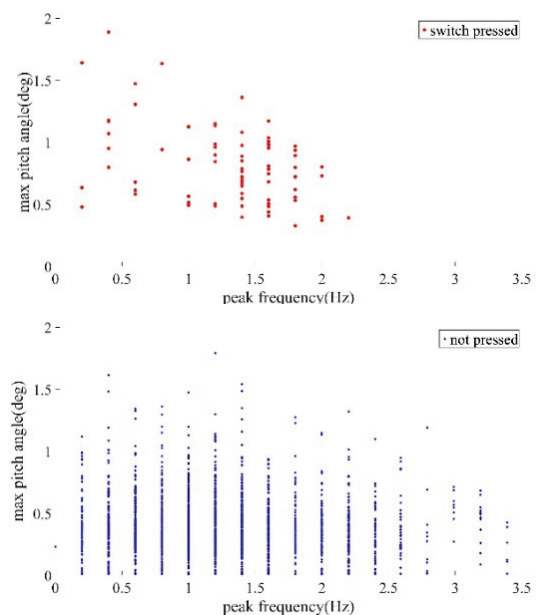 2
switch pressed
1.5
1
0.5
0
max pitch angle(deg)
0 0.5 1 1.5 2 2.5 3 3.5
peak frequency(Hz)
2
not pressed
1.5
1
0.5
0
max pitch angle(deg)
0 0.5 1 1.5 2 2.5 3 3.5
peak frequency(Hz)